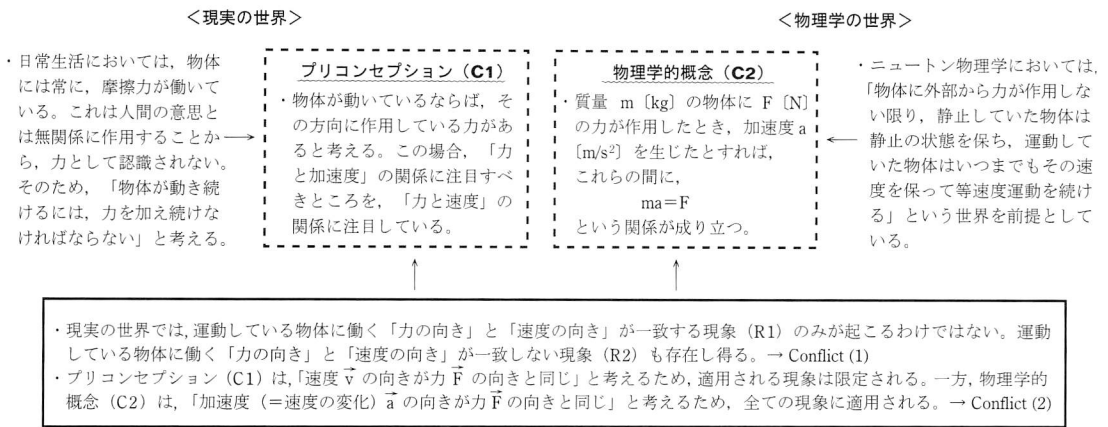 ＜現実の世界＞
＜物理学の世界＞
・日常生活においては，物体
には常に，摩擦力が働いて
いる。これは人間の意思と
は無関係に作用することか
ら，力として認識されない。
そのため，「物体が動き続
けるには，力を加え続けな
ければならない」と考える。
プリコンセプション（C1）
・物体が動いているならば，そ
の方向に作用している力があ
ると考える。この場合，「力
と加速度」の関係に注目すべ
きところを，「力と速度」の
関係に注目している。
物理学的概念（C2）
・質量 m〔kg〕の物体に F〔N〕
の力が作用したとき，加速度 a
〔m/s²〕を生じたとすれば，
これらの間に，
ma＝F
という関係が成り立つ。
・ニュートン物理学においては，
「物体に外部から力が作用しな
い限り，静止していた物体は
静止の状態を保ち，運動して
いた物体はいつまでもその速
度を保って等速度運動を続け
る」という世界を前提として
いる。
・現実の世界では，運動している物体に働く「力の向き」と「速度の向き」が一致する現象（R1）のみが起こるわけではない。運動
している物体に働く「力の向き」と「速度の向き」が一致しない現象（R2）も存在し得る。→ Conflict (1)
・プリコンセプション（C1）は，「速度 v⃗ の向きが力 F⃗ の向きと同じ」と考えるため，適用される現象は限定される。一方，物理学的
概念（C2）は，「加速度（＝速度の変化）a⃗ の向きが力 F⃗ の向きと同じ」と考えるため，全ての現象に適用される。→ Conflict (2)